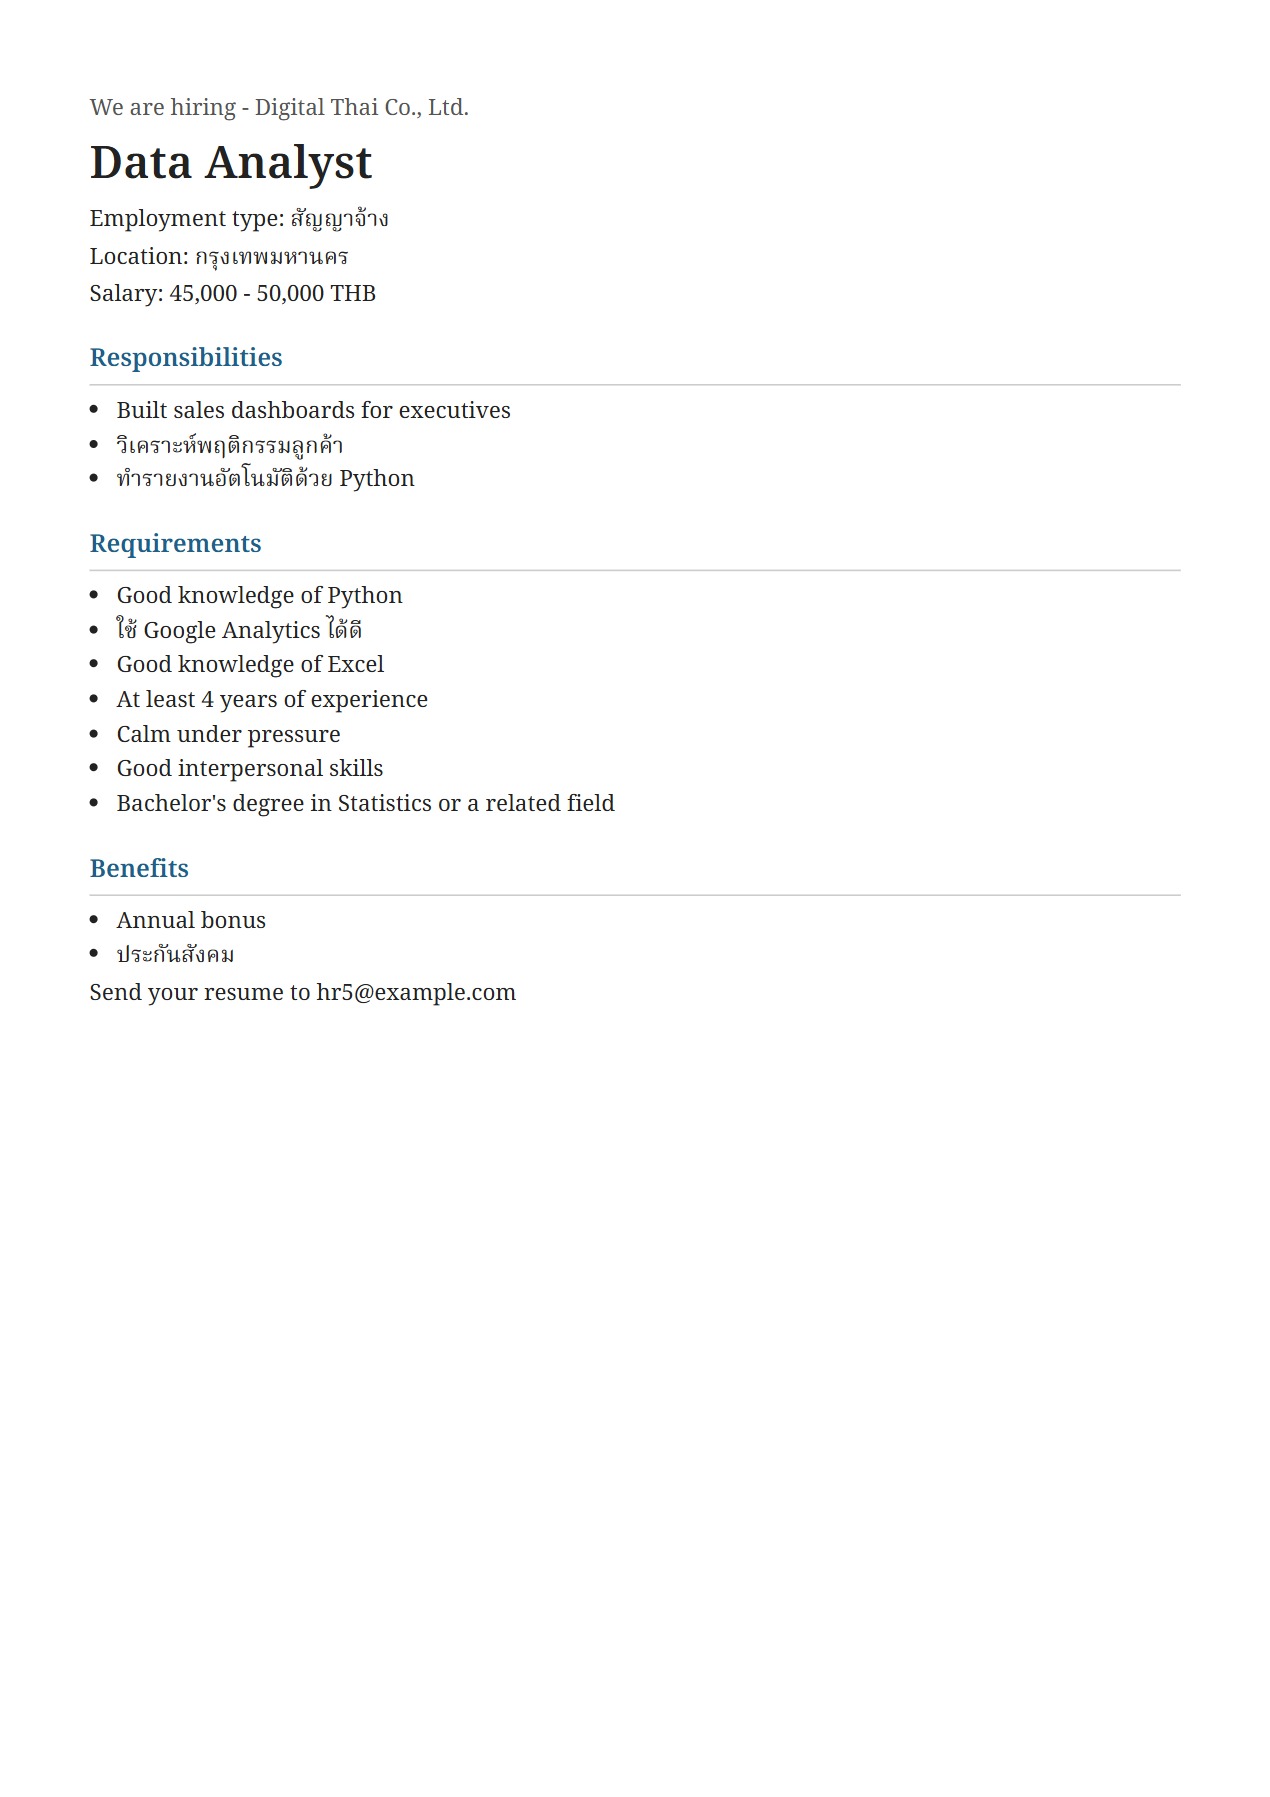 We are hiring - Digital Thai Co., Ltd.
Data Analyst
Employment type: สัญญาจ้าง
Location: กรุงเทพมหานคร
Salary: 45,000 - 50,000 THB
Responsibilities
• Built sales dashboards for executives
• วิเคราะห์พฤติกรรมลูกค้า
• ทำรายงานอัตโนมัติด้วย Python
Requirements
• Good knowledge of Python
• ใช้ Google Analytics ได้ดี
• Good knowledge of Excel
• At least 4 years of experience
• Calm under pressure
• Good interpersonal skills
• Bachelor's degree in Statistics or a related field
Benefits
• Annual bonus
• ประกันสังคม
Send your resume to hr5@example.com